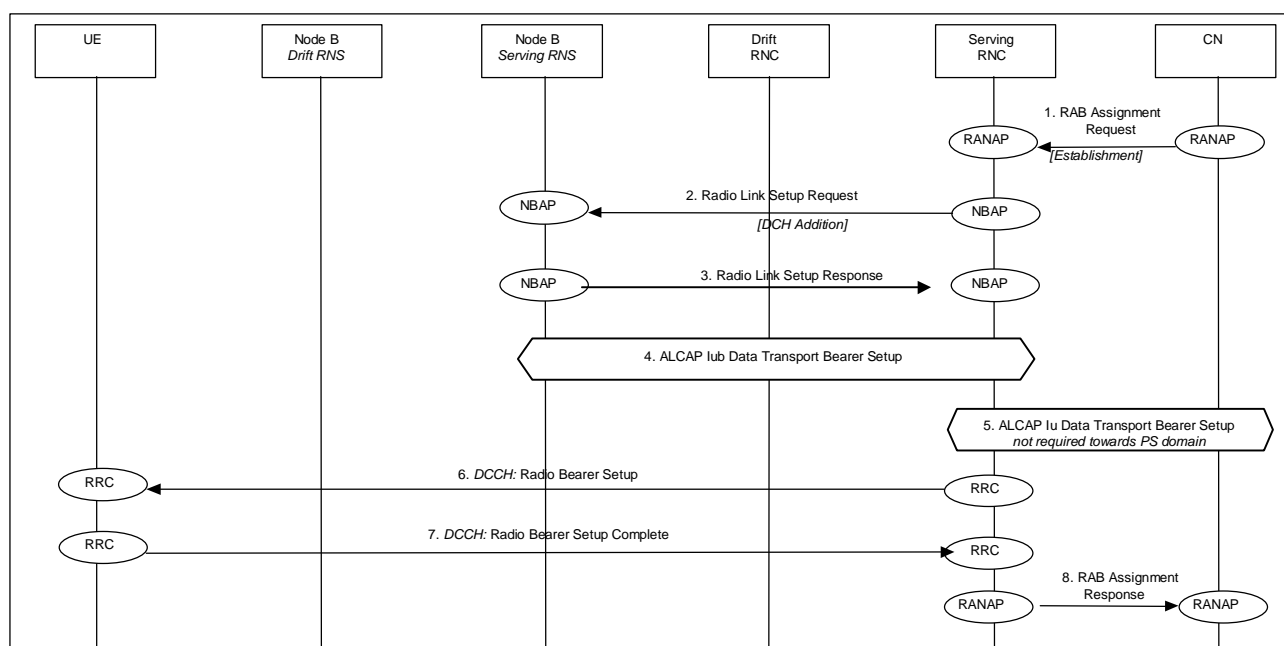 UE
Node B
Drift RNS
Node B
Serving RNS
Drift
RNC
Serving
RNC
CN
1. RAB Assignment
Request
RANAP
RANAP
[Establishment]
2. Radio Link Setup Request
NBAP
NBAP
[DCH Addition]
3. Radio Link Setup Response
NBAP
NBAP
4. ALCAP Iub Data Transport Bearer Setup
5. ALCAP Iu Data Transport Bearer Setup
not required towards PS domain
6. DCCH: Radio Bearer Setup
RRC
RRC
7. DCCH: Radio Bearer Setup Complete
RRC
RRC
8. RAB Assignment
Response
RANAP
RANAP